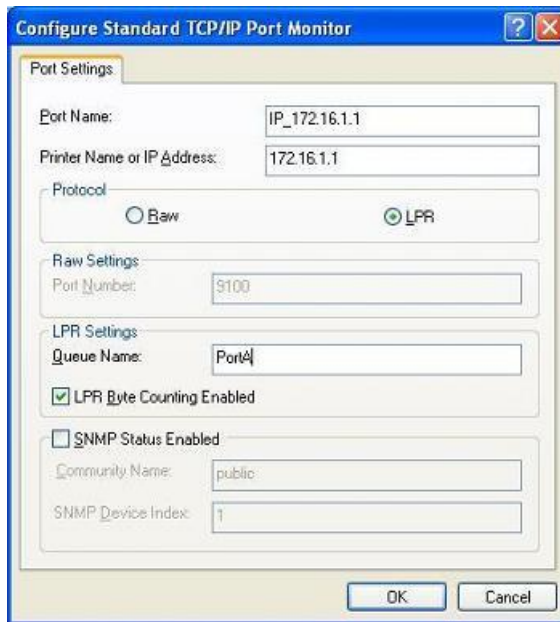 Configure Standard TCP/IP Port Monitor
Port Settings
Port Name: IP_172.16.1.1
Printer Name or IP Address: 172.16.1.1
Protocol
Raw LPR
Raw Settings
Port Number: 9100
LPR Settings
Queue Name: PortA
LPR Byte Counting Enabled
SNMP Status Enabled
Community Name: public
SNMP Device Index: 1
OK Cancel